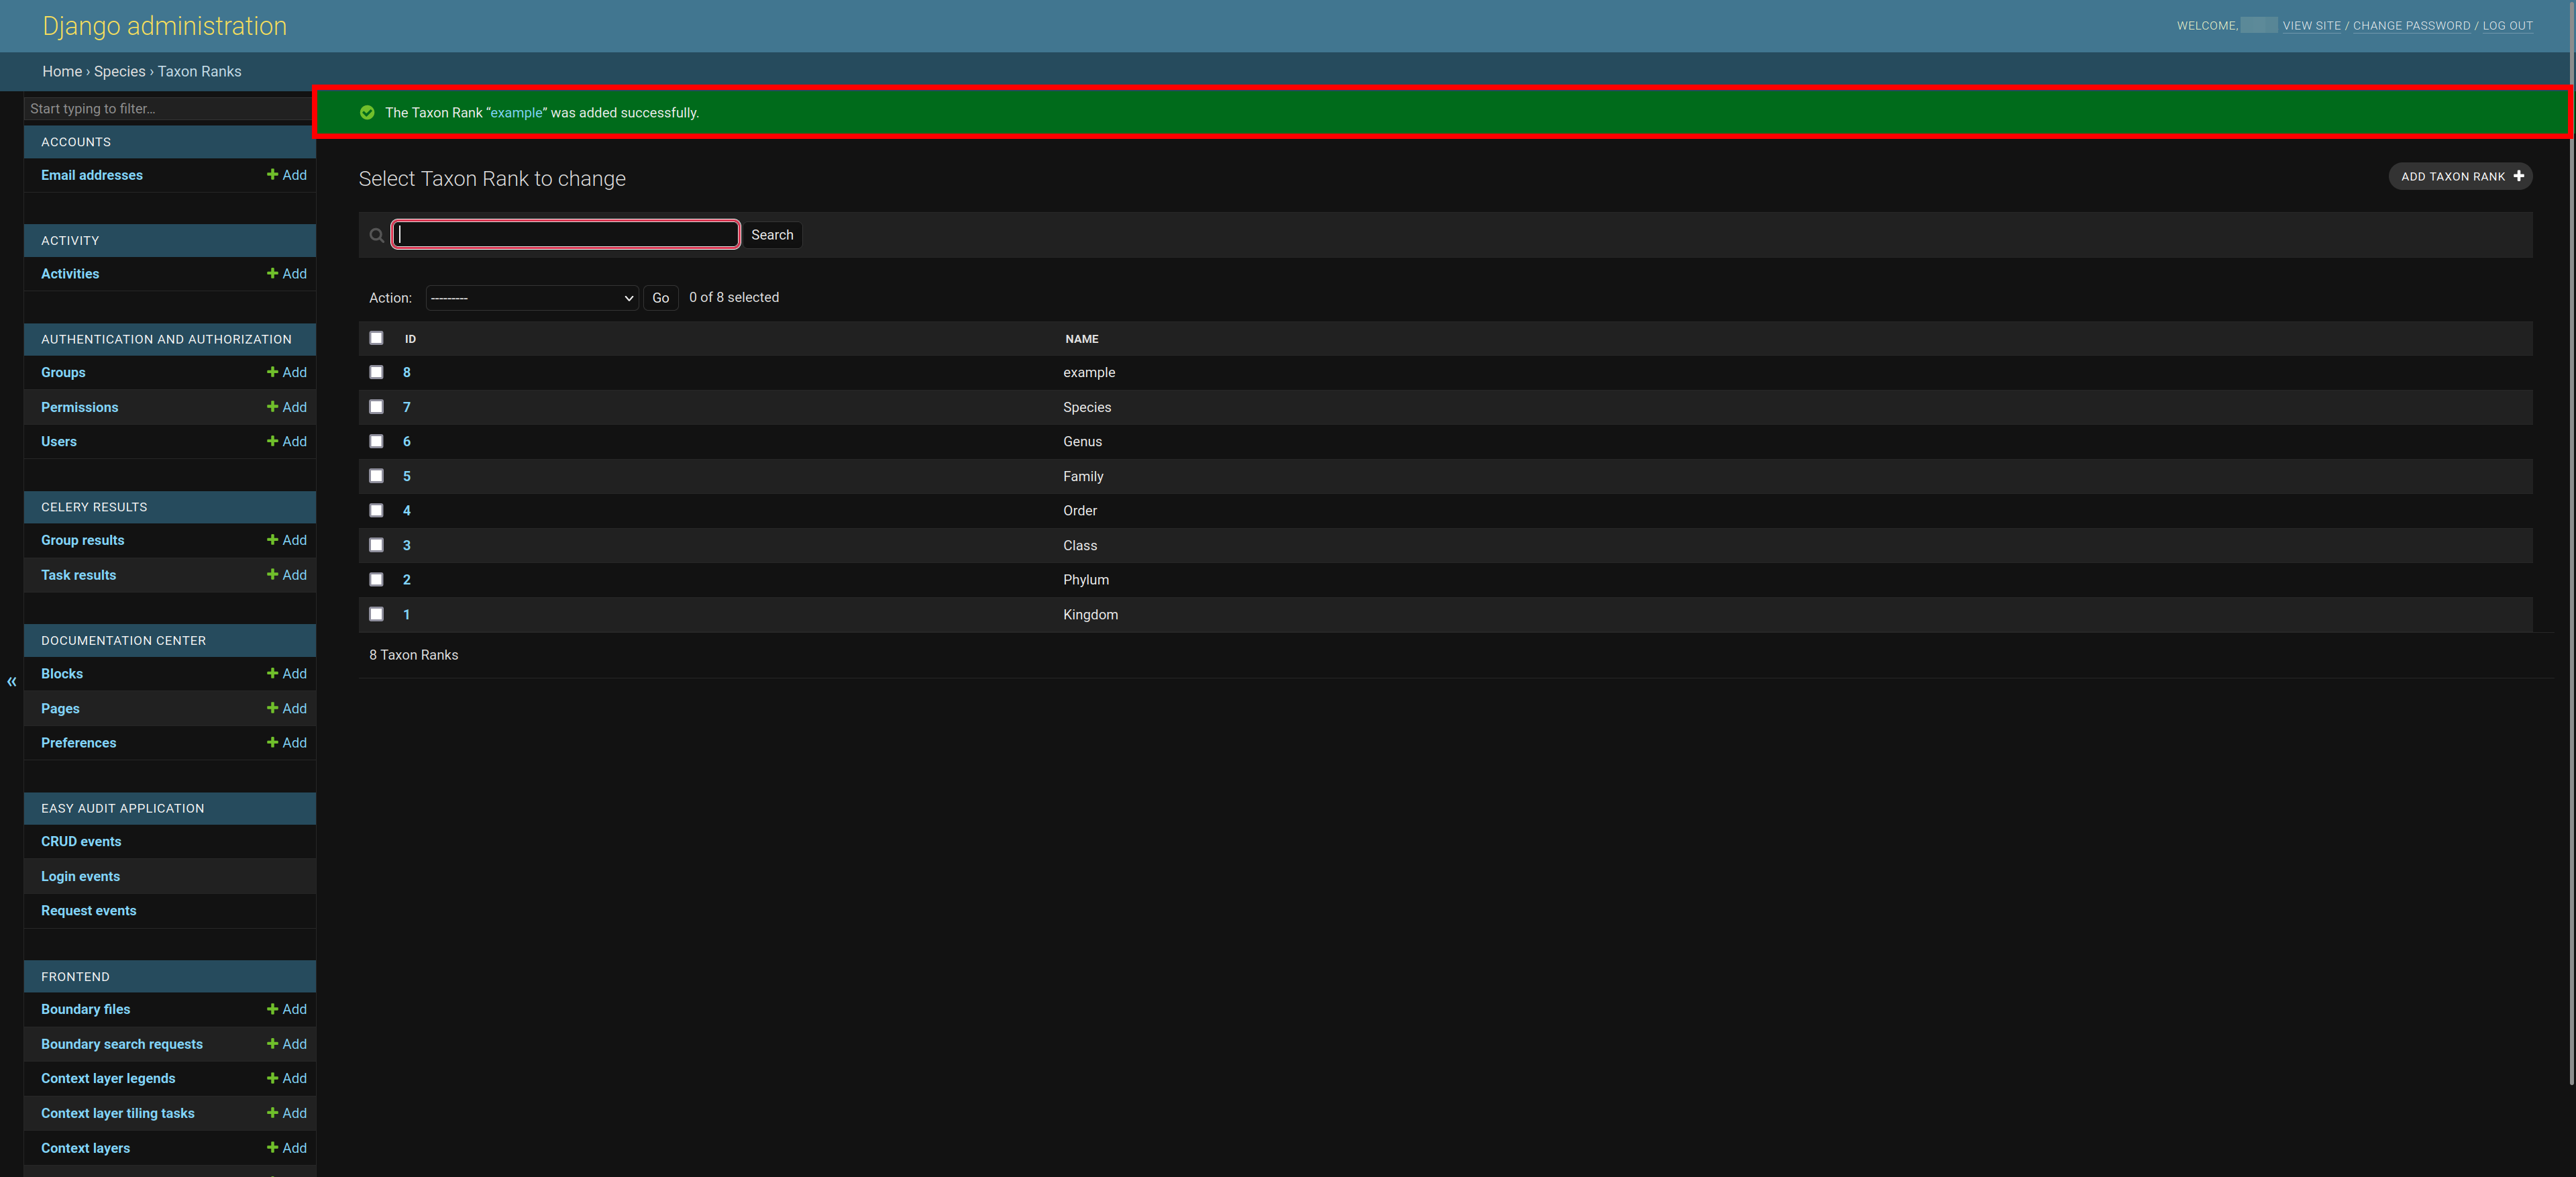 Django administration
WELCOME, VIEW SITE / CHANGE PASSWORD / LOG OUT
Home › Species › Taxon Ranks
Start typing to filter...
ACCOUNTS
Email addresses + Add
ACTIVITY
Activities + Add
AUTHENTICATION AND AUTHORIZATION
Groups + Add
Permissions + Add
Users + Add
CELERY RESULTS
Group results + Add
Task results + Add
DOCUMENTATION CENTER
Blocks + Add
Pages + Add
Preferences + Add
EASY AUDIT APPLICATION
CRUD events
Login events
Request events
FRONTEND
Boundary files + Add
Boundary search requests + Add
Context layer legends + Add
Context layer tiling tasks + Add
Context layers + Add
«
The Taxon Rank “example” was added successfully.
Select Taxon Rank to change
ADD TAXON RANK +
Search
Action: --------- Go 0 of 8 selected
ID NAME
8 example
7 Species
6 Genus
5 Family
4 Order
3 Class
2 Phylum
1 Kingdom
8 Taxon Ranks